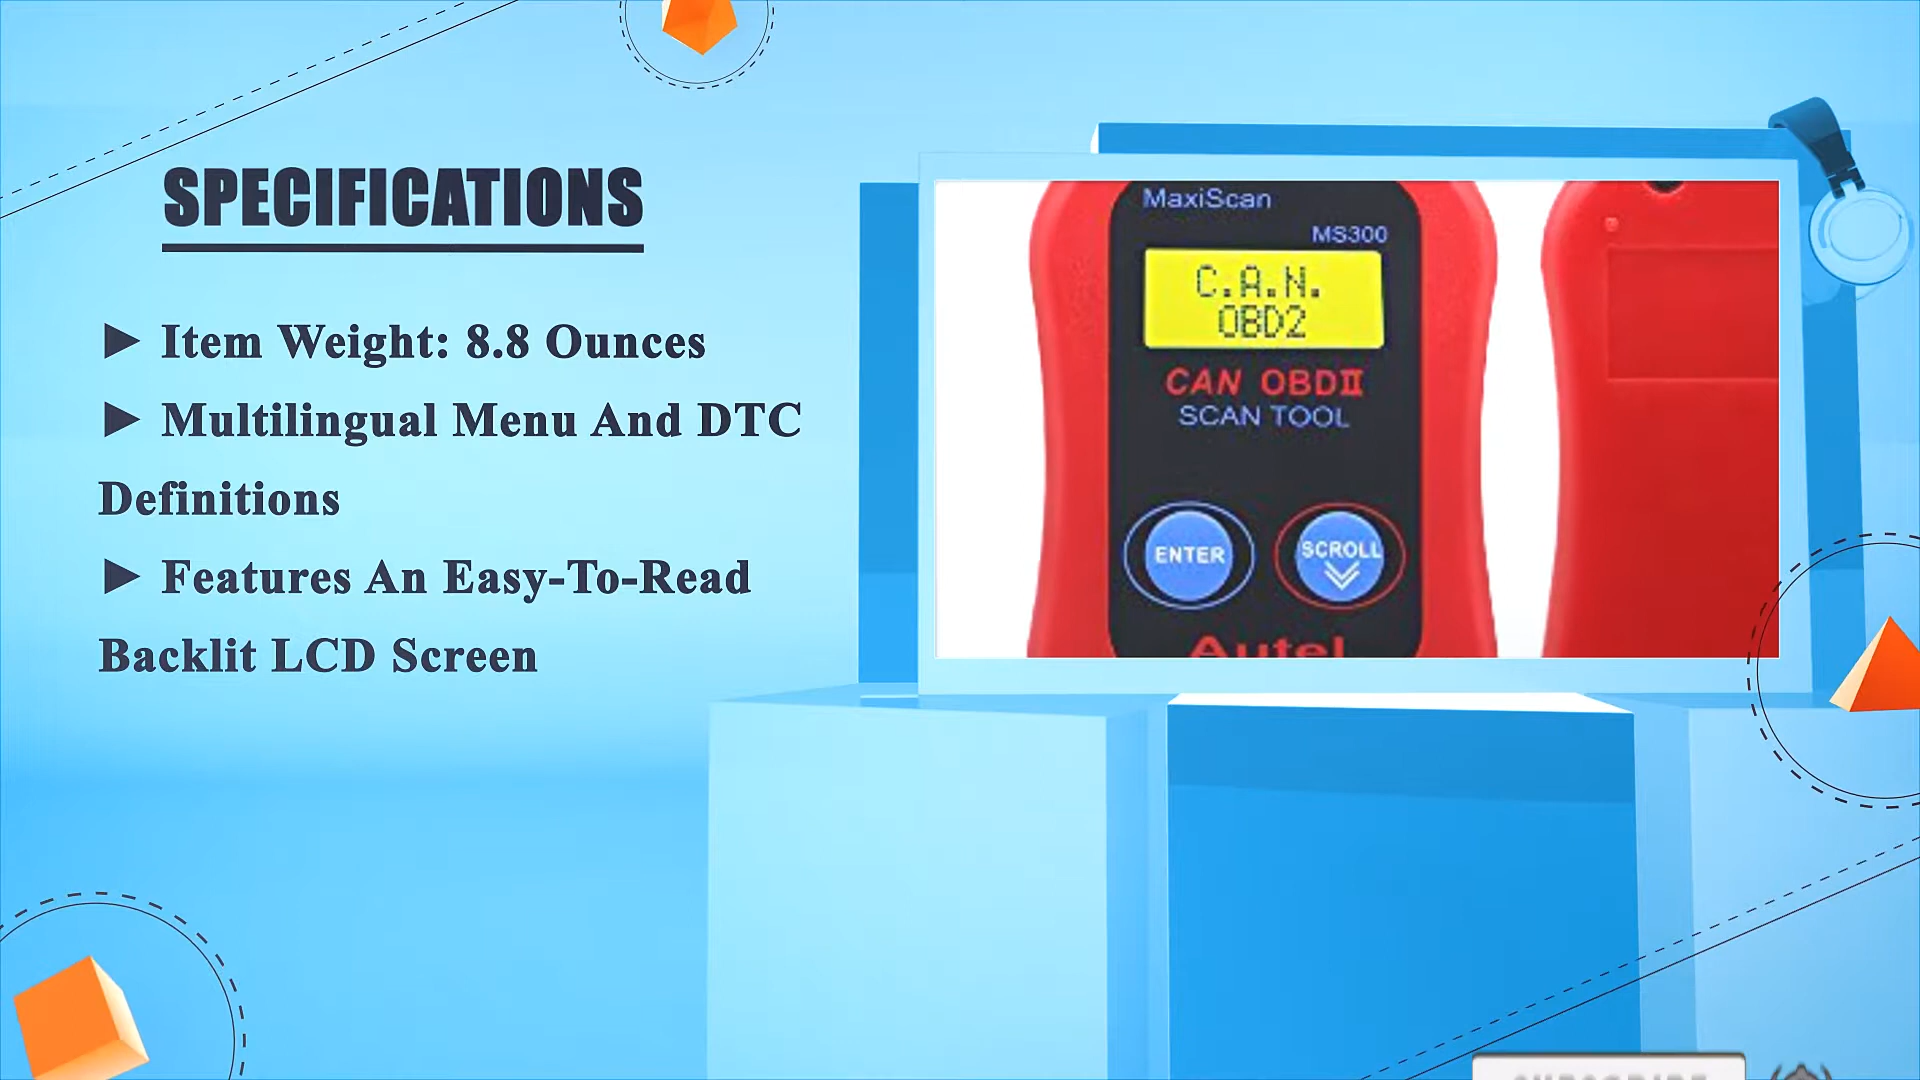 SPECIFICATIONS
► Item Weight: 8.8 Ounces
► Multilingual Menu And DTC
Definitions
► Features An Easy-To-Read
Backlit LCD Screen
MaxiScan
MS300
C.A.N.
OBD2
CAN OBDII
SCAN TOOL
ENTER
SCROLL
Autel